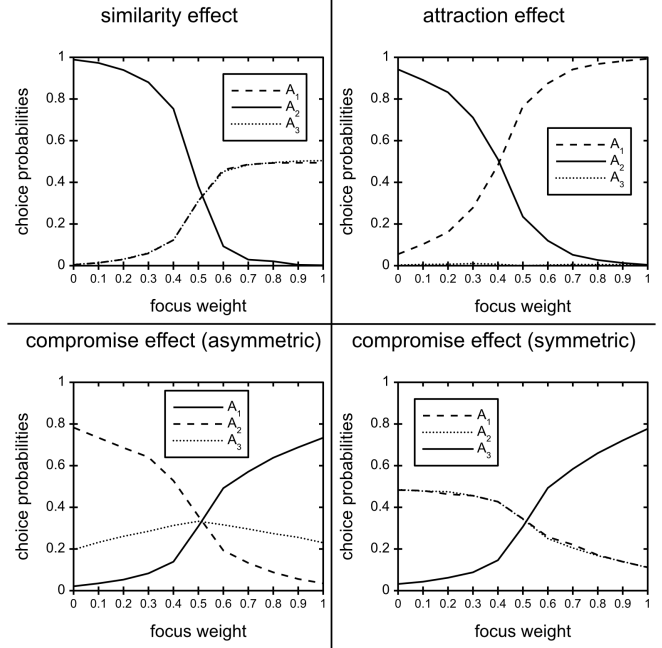 similarity effect
1
0.8
0.6
0.4
0.2
0
choice probabilities
A1
A2
A3
0 0.1 0.2 0.3 0.4 0.5 0.6 0.7 0.8 0.9 1
focus weight
attraction effect
1
0.8
0.6
0.4
0.2
0
choice probabilities
A1
A2
A3
0 0.1 0.2 0.3 0.4 0.5 0.6 0.7 0.8 0.9 1
focus weight
compromise effect (asymmetric)
1
0.8
0.6
0.4
0.2
0
choice probabilities
A1
A2
A3
0 0.1 0.2 0.3 0.4 0.5 0.6 0.7 0.8 0.9 1
focus weight
compromise effect (symmetric)
1
0.8
0.6
0.4
0.2
0
choice probabilities
A1
A2
A3
0 0.1 0.2 0.3 0.4 0.5 0.6 0.7 0.8 0.9 1
focus weight